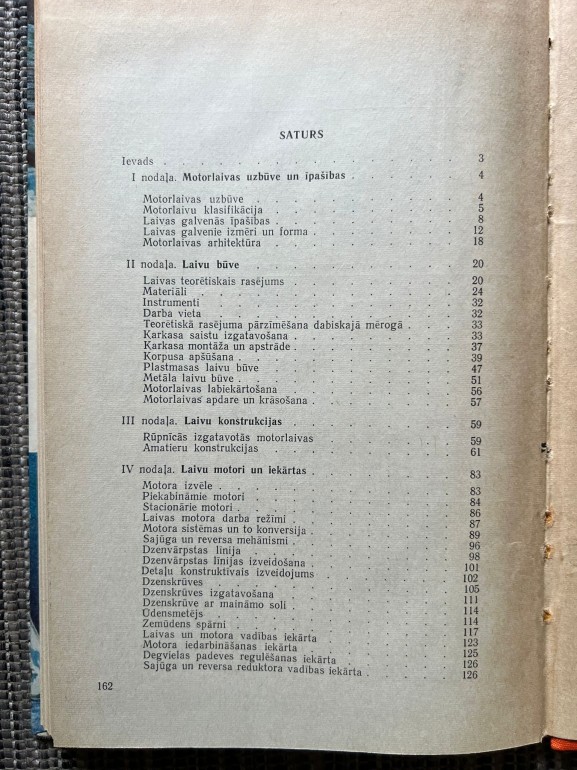 SATURS
Ievads . . . . . . . . . . . . . . . 3
I nodaļa. Motorlaivas uzbūve un īpašības . . . . . . 4
Motorlaivas uzbūve . . . . . . . . . . 4
Motorlaivu klasifikācija . . . . . . . . . 5
Laivas galvenās īpašības . . . . . . . . . 8
Laivas galvenie izmēri un forma . . . . . . . 12
Motorlaivas arhitektūra . . . . . . . . . 18
II nodaļa. Laivu būve . . . . . . . . . . 20
Laivas teorētiskais rasējums . . . . . . . . 20
Materiāli . . . . . . . . . . . . 24
Instrumenti . . . . . . . . . . . . 32
Darba vieta . . . . . . . . . . . . 32
Teorētiskā rasējuma pārzīmēšana dabiskajā mērogā . . . 33
Karkasa saistu izgatavošana . . . . . . . . 33
Karkasa montāža un apstrāde . . . . . . . . 37
Korpusa apšūšana . . . . . . . . . . 39
Plastmasas laivu būve . . . . . . . . . 47
Metāla laivu būve . . . . . . . . . . 51
Motorlaivas labiekārtošana . . . . . . . . 56
Motorlaivas apdare un krāsošana . . . . . . . 57
III nodaļa. Laivu konstrukcijas . . . . . . . . 59
Rūpnīcās izgatavotās motorlaivas . . . . . . . 59
Amatieru konstrukcijas . . . . . . . . . 61
IV nodaļa. Laivu motori un iekārtas . . . . . . . 83
Motora izvēle . . . . . . . . . . . 83
Piekabināmie motori . . . . . . . . . . 84
Stacionārie motori . . . . . . . . . . 86
Laivas motora darba režīmi . . . . . . . . 87
Motora sistēmas un to konversija . . . . . . . 89
Sajūga un reversa mehānismi . . . . . . . . 96
Dzenvārpstas līnija . . . . . . . . . . 98
Dzenvārpstas līnijas izveidošana . . . . . . . 101
Detaļu konstruktīvais izveidojums . . . . . . . 102
Dzenskrūves . . . . . . . . . . . . 105
Dzenskrūves izgatavošana . . . . . . . . . 111
Dzenskrūve ar maināmo soli . . . . . . . . 114
Ūdensmetējs . . . . . . . . . . . . 114
Zemūdens spārni . . . . . . . . . . . 117
Laivas un motora vadības iekārta . . . . . . . 123
Motora iedarbināšanas iekārta . . . . . . . . 125
Degvielas padeves regulēšanas iekārta . . . . . . 126
Sajūga un reversa reduktora vadības iekārta . . . . . 126
162